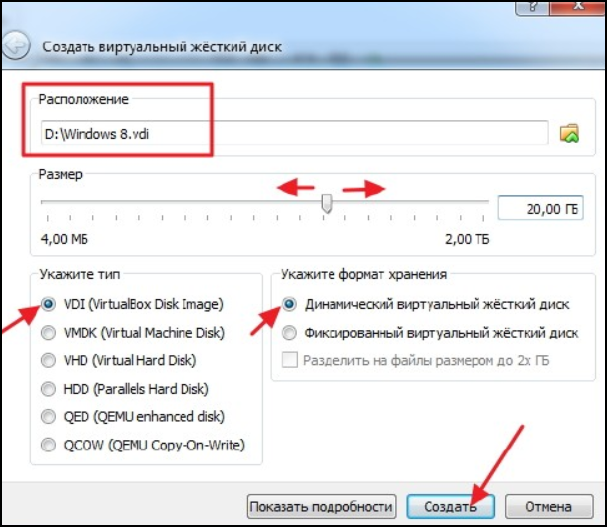 ?
x
Создать виртуальный жёсткий диск
Расположение
D:\Windows 8.vdi
Размер
20,00 ГБ
4,00 МБ
2,00 ТБ
Укажите тип
VDI (VirtualBox Disk Image)
VMDK (Virtual Machine Disk)
VHD (Virtual Hard Disk)
HDD (Parallels Hard Disk)
QED (QEMU enhanced disk)
QCOW (QEMU Copy-On-Write)
Укажите формат хранения
Динамический виртуальный жёсткий диск
Фиксированный виртуальный жёсткий диск
Разделить на файлы размером до 2х ГБ
Показать подробности
Создать
Отмена